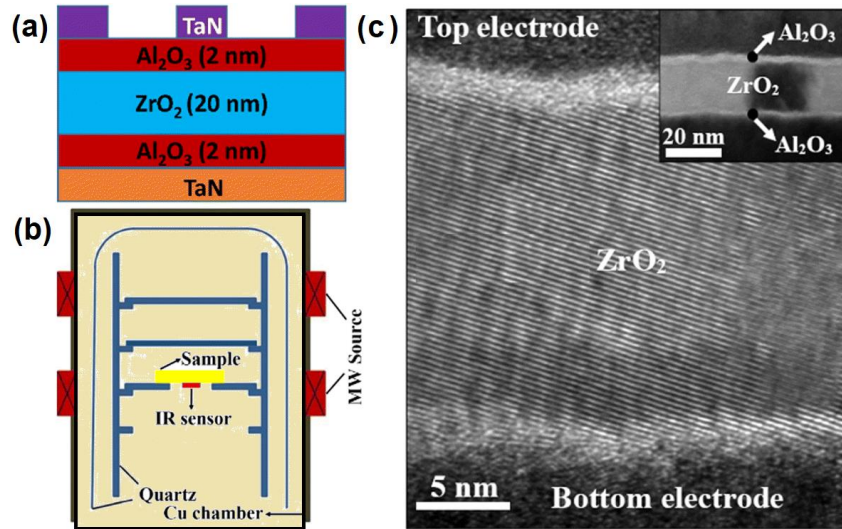 (a)
TaN
Al₂O₃ (2 nm)
ZrO₂ (20 nm)
Al₂O₃ (2 nm)
TaN
(b)
Sample
IR sensor
MW Source
Quartz
Cu chamber
(c)
Top electrode
Al₂O₃
ZrO₂
20 nm
Al₂O₃
ZrO₂
5 nm
Bottom electrode